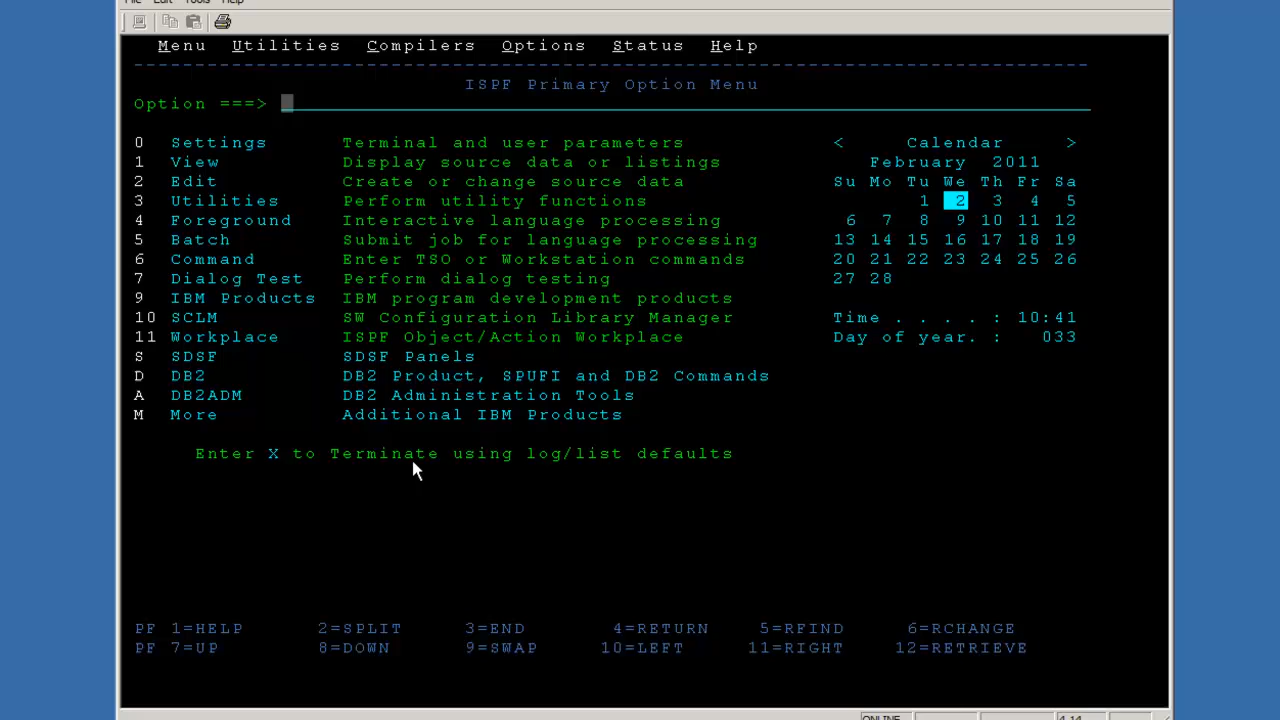 File Edit Tools Help
Menu Utilities Compilers Options Status Help
ISPF Primary Option Menu
Option ===>
0 Settings Terminal and user parameters < Calendar >
1 View Display source data or listings February 2011
2 Edit Create or change source data Su Mo Tu We Th Fr Sa
3 Utilities Perform utility functions 1 2 3 4 5
4 Foreground Interactive language processing 6 7 8 9 10 11 12
5 Batch Submit job for language processing 13 14 15 16 17 18 19
6 Command Enter TSO or Workstation commands 20 21 22 23 24 25 26
7 Dialog Test Perform dialog testing 27 28
9 IBM Products IBM program development products
10 SCLM SW Configuration Library Manager Time . . . . : 10:41
11 Workplace ISPF Object/Action Workplace Day of year. : 033
S SDSF SDSF Panels
D DB2 DB2 Product, SPUFI and DB2 Commands
A DB2ADM DB2 Administration Tools
M More Additional IBM Products
Enter X to Terminate using log/list defaults
PF 1=HELP 2=SPLIT 3=END 4=RETURN 5=RFIND 6=RCHANGE
PF 7=UP 8=DOWN 9=SWAP 10=LEFT 11=RIGHT 12=RETRIEVE
ONLINE 4,14